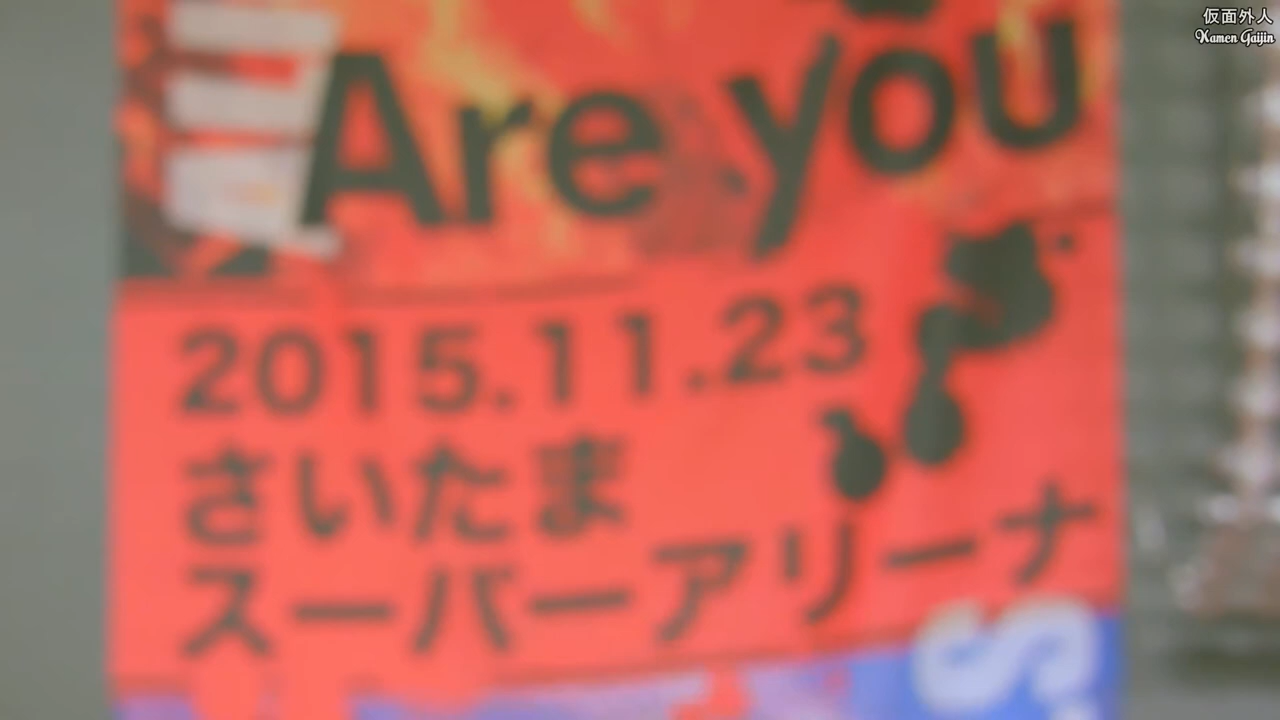 仮面外人
Kamen Gaijin
Are you
2015.11.23
さいたま
スーパーアリーナ
S.